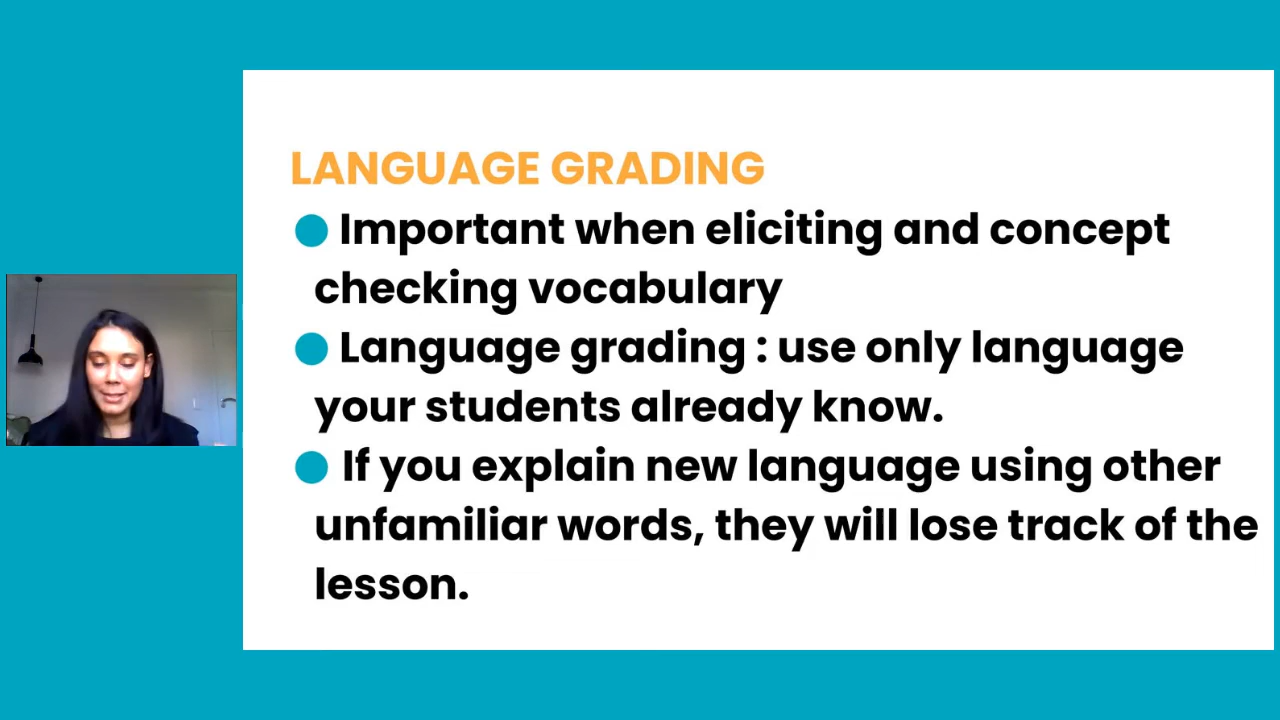 LANGUAGE GRADING
● Important when eliciting and concept
checking vocabulary
● Language grading : use only language
your students already know.
● If you explain new language using other
unfamiliar words, they will lose track of the
lesson.